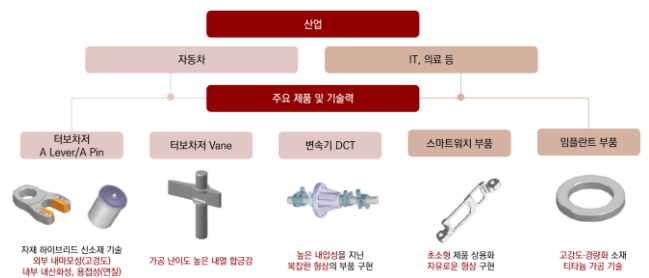 산업
자동차
IT, 의료 등
주요 제품 및 기술력
터보차저
A Lever/A Pin
터보차저 Vane
변속기 DCT
스마트워치 부품
임플란트 부품
자체 하이브리드 신소재 기술
외부 내마모성(고경도)
내부 내산화성, 용접성(연질)
가공 난이도 높은 내열 합금강
높은 내압성을 지닌
복잡한 형상의 부품 구현
초소형 제품 상용화
자유로운 형상 구현
고강도·경량화 소재
티타늄 가공 기술